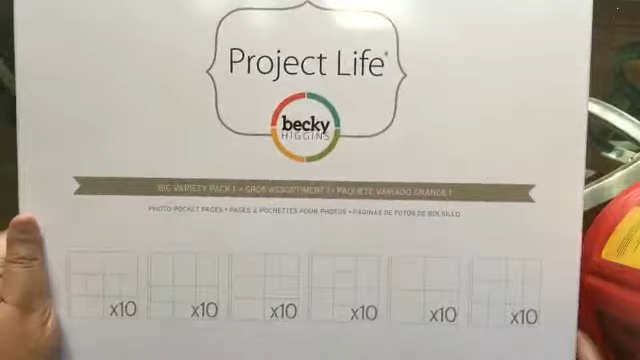 Project Life®
becky
HIGGINS
BIG VARIETY PACK 1 • GROS ASSORTIMENT 1 • PAQUETE VARIADO GRANDE 1
PHOTO POCKET PAGES • PAGES À POCHETTES POUR PHOTOS • PÁGINAS DE FOTOS DE BOLSILLO
x10 x10 x10 x10 x10 x10